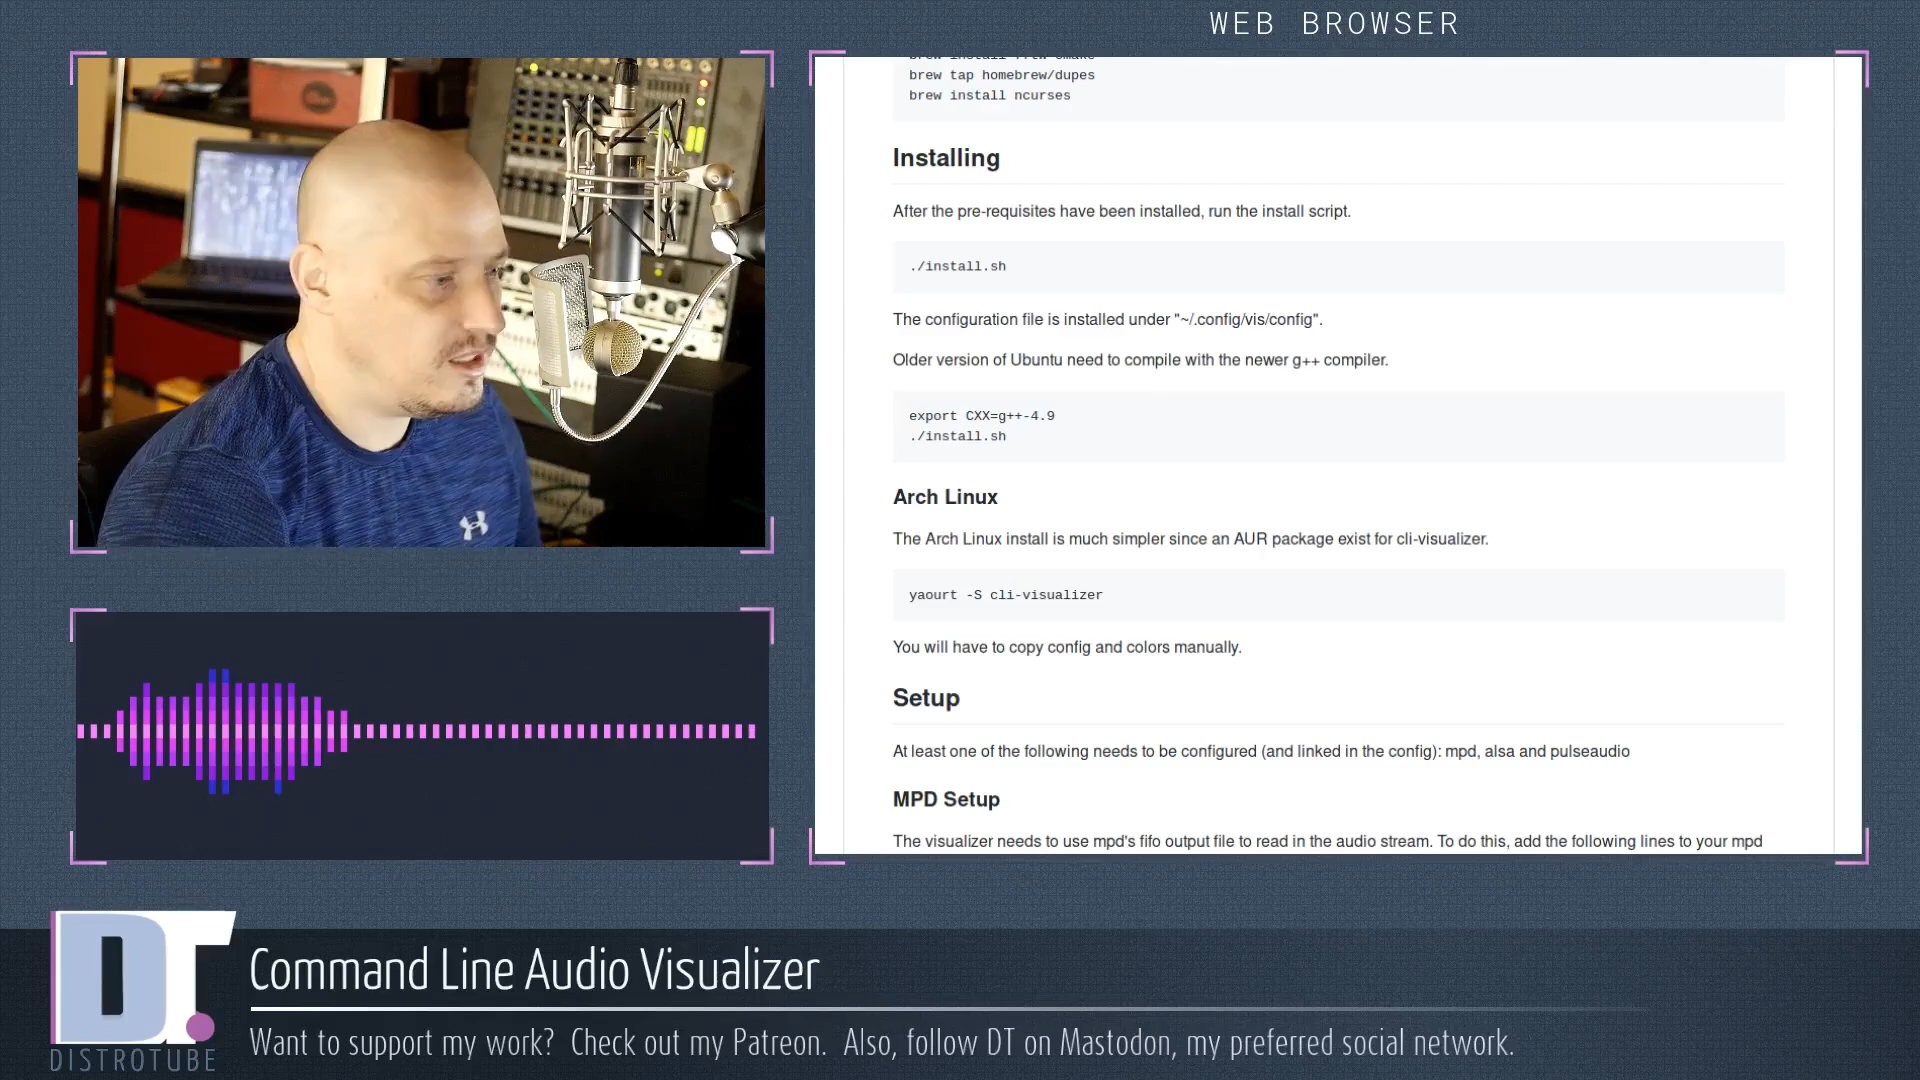 WEB BROWSER
brew tap homebrew/dupes
brew install ncurses
Installing
After the pre-requisites have been installed, run the install script.
./install.sh
The configuration file is installed under "~/.config/vis/config".
Older version of Ubuntu need to compile with the newer g++ compiler.
export CXX=g++-4.9
./install.sh
Arch Linux
The Arch Linux install is much simpler since an AUR package exist for cli-visualizer.
yaourt -S cli-visualizer
You will have to copy config and colors manually.
Setup
At least one of the following needs to be configured (and linked in the config): mpd, alsa and pulseaudio
MPD Setup
The visualizer needs to use mpd's fifo output file to read in the audio stream. To do this, add the following lines to your mpd
DT
DISTROTUBE
Command Line Audio Visualizer
Want to support my work? Check out my Patreon. Also, follow DT on Mastodon, my preferred social network.